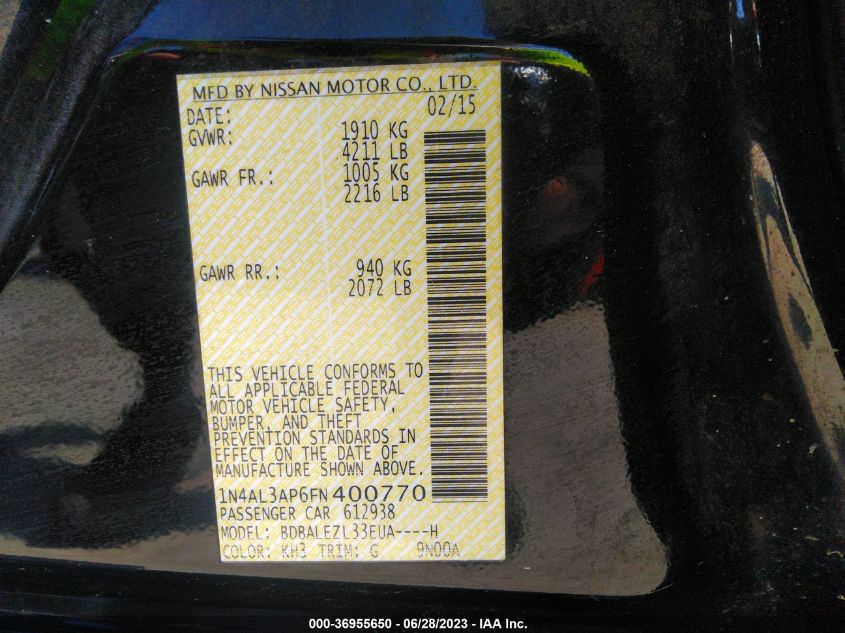 MFD BY NISSAN MOTOR CO., LTD.
DATE: 02/15
GVWR: 1910 KG
4211 LB
GAWR FR.: 1005 KG
2216 LB
GAWR RR.: 940 KG
2072 LB
THIS VEHICLE CONFORMS TO
ALL APPLICABLE FEDERAL
MOTOR VEHICLE SAFETY,
BUMPER, AND THEFT
PREVENTION STANDARDS IN
EFFECT ON THE DATE OF
MANUFACTURE SHOWN ABOVE.
1N4AL3AP6FN400770
PASSENGER CAR 612938
MODEL: BDBALEZL33EUA----H
COLOR: KH3 TRIM: G 9N00A
000-36955650 - 06/28/2023 - IAA Inc.